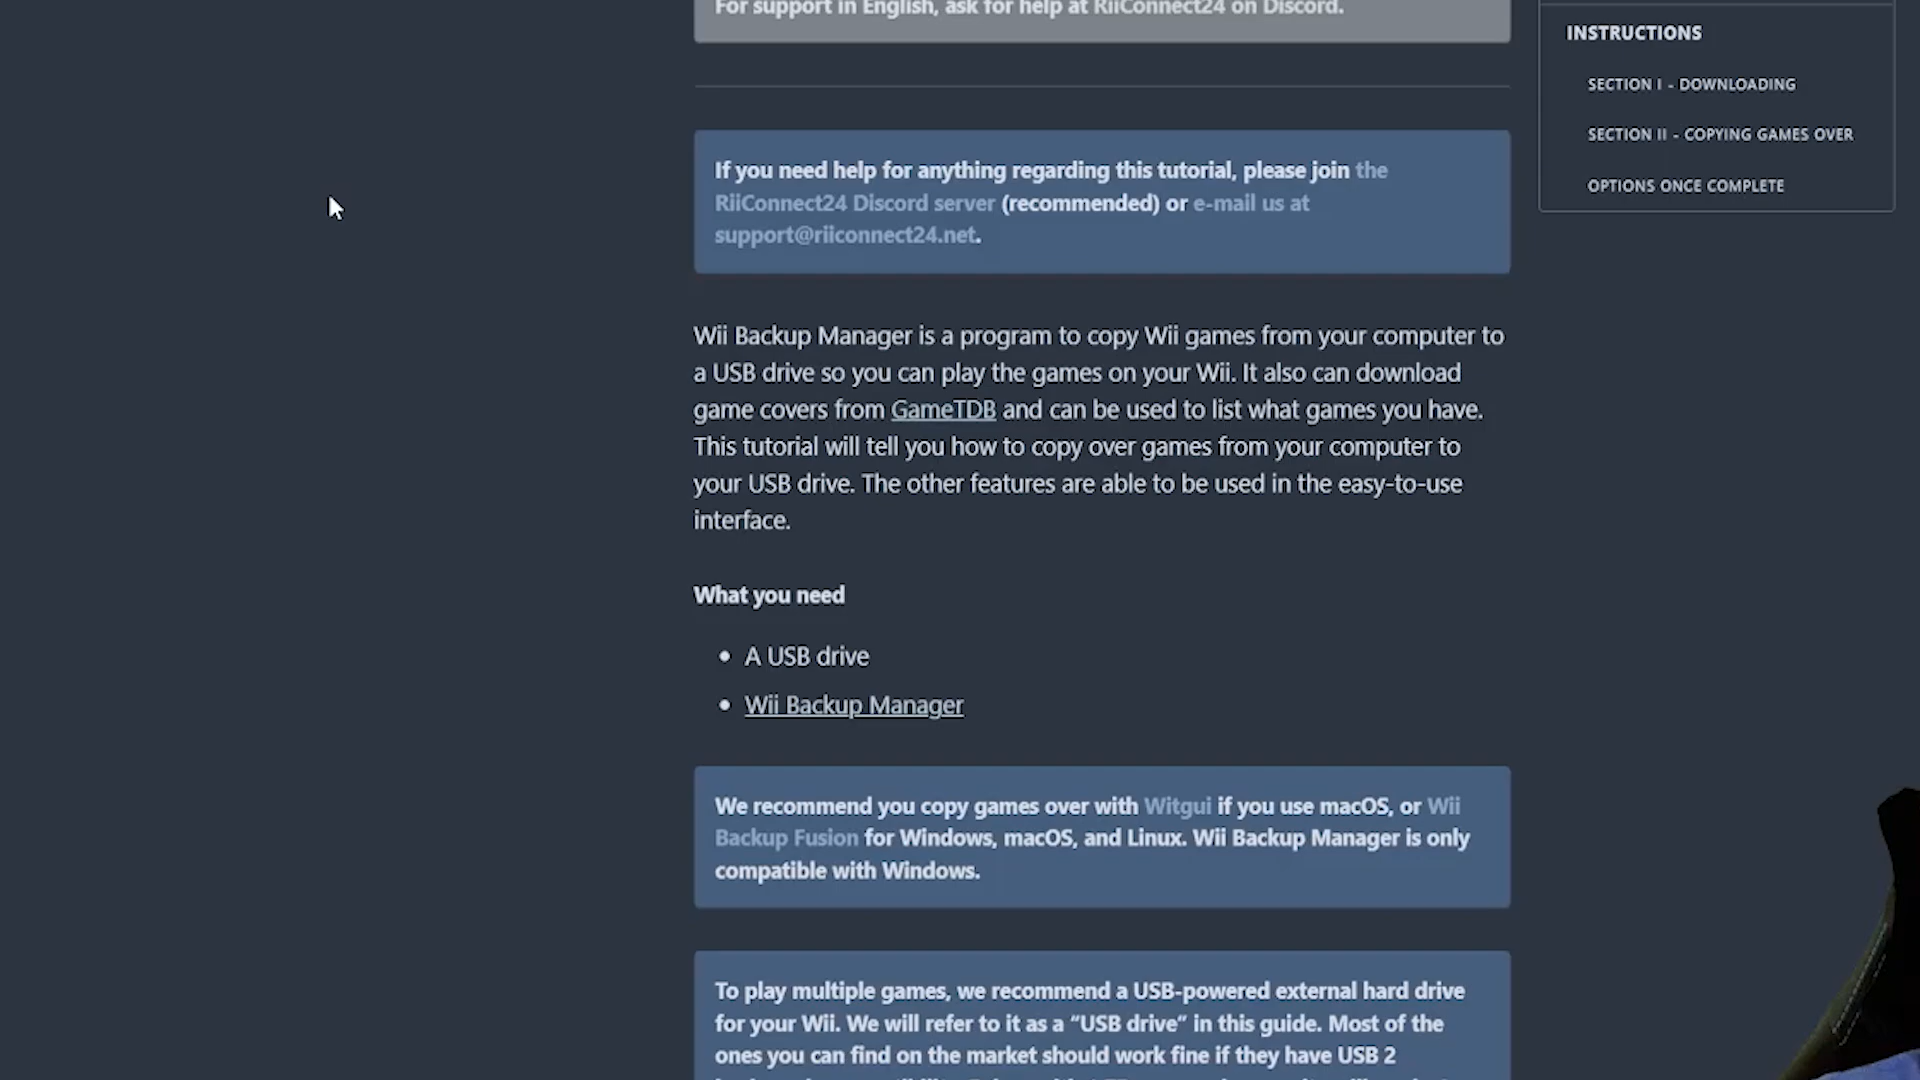 For support in English, ask for help at RiiConnect24 on Discord.
If you need help for anything regarding this tutorial, please join the
RiiConnect24 Discord server (recommended) or e-mail us at
support@riiconnect24.net.
Wii Backup Manager is a program to copy Wii games from your computer to
a USB drive so you can play the games on your Wii. It also can download
game covers from GameTDB and can be used to list what games you have.
This tutorial will tell you how to copy over games from your computer to
your USB drive. The other features are able to be used in the easy-to-use
interface.
What you need
• A USB drive
• Wii Backup Manager
We recommend you copy games over with Witgui if you use macOS, or Wii
Backup Fusion for Windows, macOS, and Linux. Wii Backup Manager is only
compatible with Windows.
To play multiple games, we recommend a USB-powered external hard drive
for your Wii. We will refer to it as a “USB drive” in this guide. Most of the
ones you can find on the market should work fine if they have USB 2
INSTRUCTIONS
SECTION I - DOWNLOADING
SECTION II - COPYING GAMES OVER
OPTIONS ONCE COMPLETE